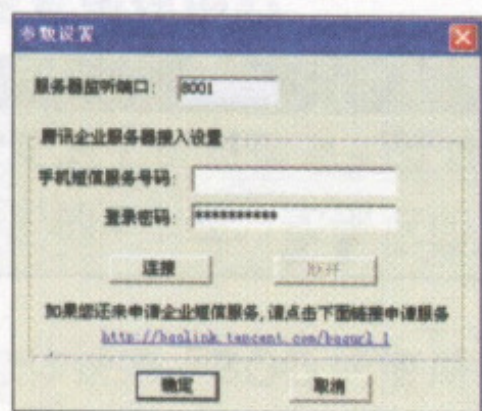 参数设置
服务器监听端口: 8001
腾讯企业服务器接入设置
手机短信服务号码:
登录密码: **********
连接 断开
如果您还未申请企业短信服务,请点击下面链接申请服务
确定 取消